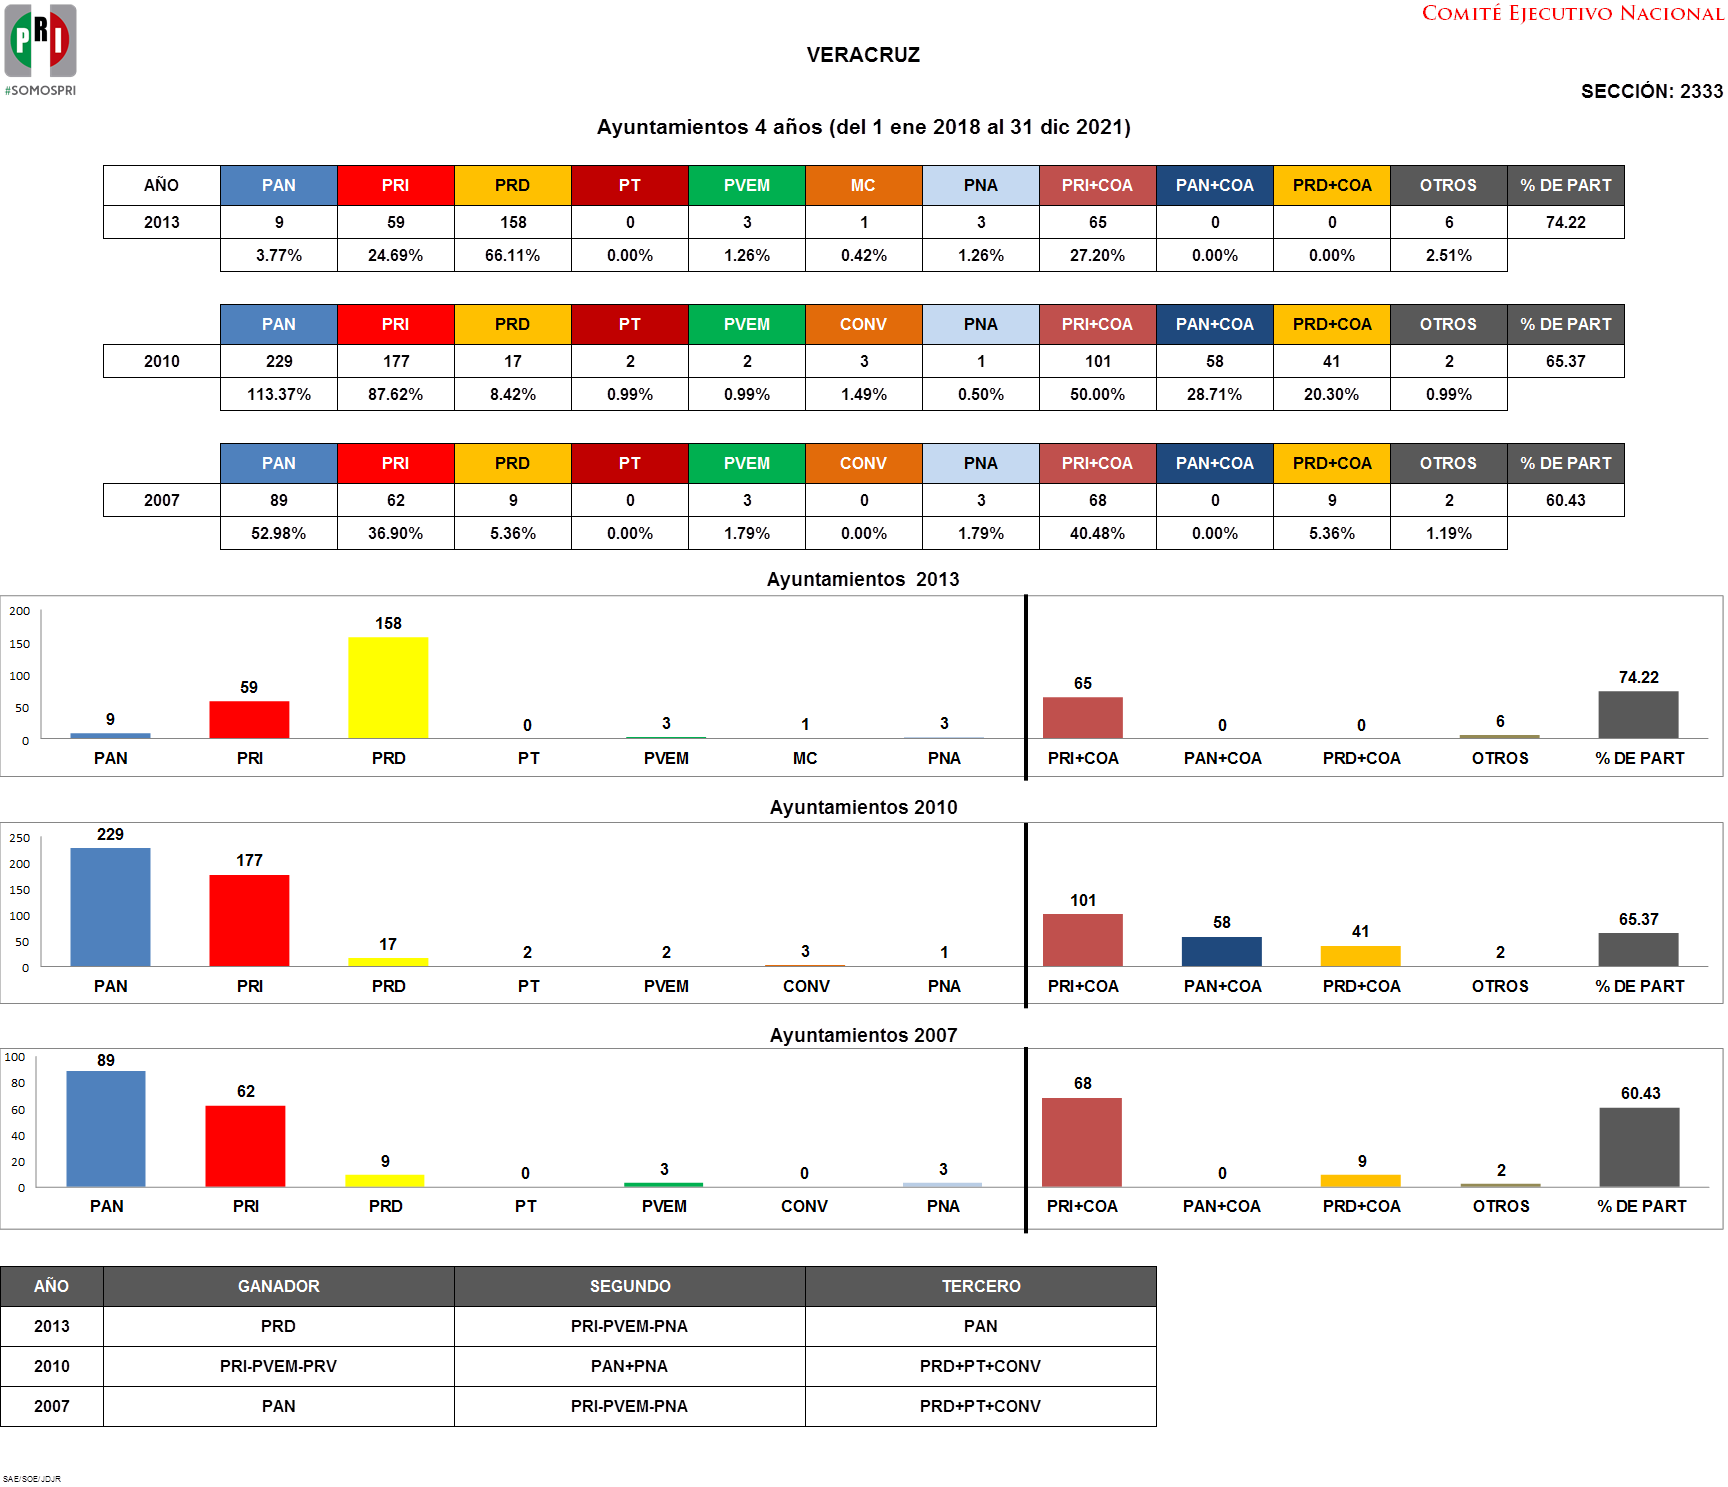 COMITÉ EJECUTIVO NACIONAL
PRI
#SOMOSPRI
VERACRUZ
SECCIÓN: 2333
Ayuntamientos 4 años (del 1 ene 2018 al 31 dic 2021)
AÑO PAN PRI PRD PT PVEM MC PNA PRI+COA PAN+COA PRD+COA OTROS % DE PART
2013 9 59 158 0 3 1 3 65 0 0 6 74.22
3.77% 24.69% 66.11% 0.00% 1.26% 0.42% 1.26% 27.20% 0.00% 0.00% 2.51%
PAN PRI PRD PT PVEM CONV PNA PRI+COA PAN+COA PRD+COA OTROS % DE PART
2010 229 177 17 2 2 3 1 101 58 41 2 65.37
113.37% 87.62% 8.42% 0.99% 0.99% 1.49% 0.50% 50.00% 28.71% 20.30% 0.99%
PAN PRI PRD PT PVEM CONV PNA PRI+COA PAN+COA PRD+COA OTROS % DE PART
2007 89 62 9 0 3 0 3 68 0 9 2 60.43
52.98% 36.90% 5.36% 0.00% 1.79% 0.00% 1.79% 40.48% 0.00% 5.36% 1.19%
Ayuntamientos 2013
200
150
100
50
0
9 59 158 0 3 1 3 65 0 0 6 74.22
PAN PRI PRD PT PVEM MC PNA PRI+COA PAN+COA PRD+COA OTROS % DE PART
Ayuntamientos 2010
250
200
150
100
50
0
229 177 17 2 2 3 1 101 58 41 2 65.37
PAN PRI PRD PT PVEM CONV PNA PRI+COA PAN+COA PRD+COA OTROS % DE PART
Ayuntamientos 2007
100
80
60
40
20
0
89 62 9 0 3 0 3 68 0 9 2 60.43
PAN PRI PRD PT PVEM CONV PNA PRI+COA PAN+COA PRD+COA OTROS % DE PART
AÑO GANADOR SEGUNDO TERCERO
2013 PRD PRI-PVEM-PNA PAN
2010 PRI-PVEM-PRV PAN+PNA PRD+PT+CONV
2007 PAN PRI-PVEM-PNA PRD+PT+CONV
SAE/SOE/JDJR